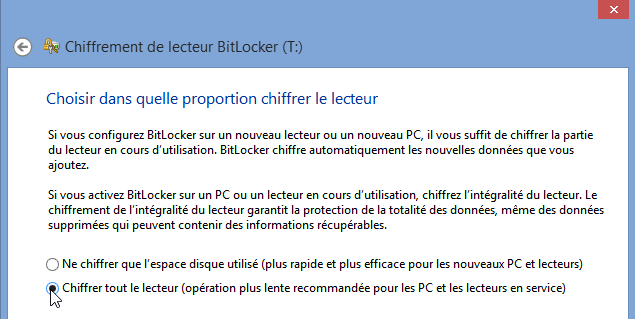 Chiffrement de lecteur BitLocker (T:)
Choisir dans quelle proportion chiffrer le lecteur
Si vous configurez BitLocker sur un nouveau lecteur ou un nouveau PC, il vous suffit de chiffrer la partie
du lecteur en cours d'utilisation. BitLocker chiffre automatiquement les nouvelles données que vous
ajoutez.
Si vous activez BitLocker sur un PC ou un lecteur en cours d'utilisation, chiffrez l'intégralité du lecteur. Le
chiffrement de l'intégralité du lecteur garantit la protection de la totalité des données, même des données
supprimées qui peuvent contenir des informations récupérables.
Ne chiffrer que l'espace disque utilisé (plus rapide et plus efficace pour les nouveaux PC et lecteurs)
Chiffrer tout le lecteur (opération plus lente recommandée pour les PC et les lecteurs en service)